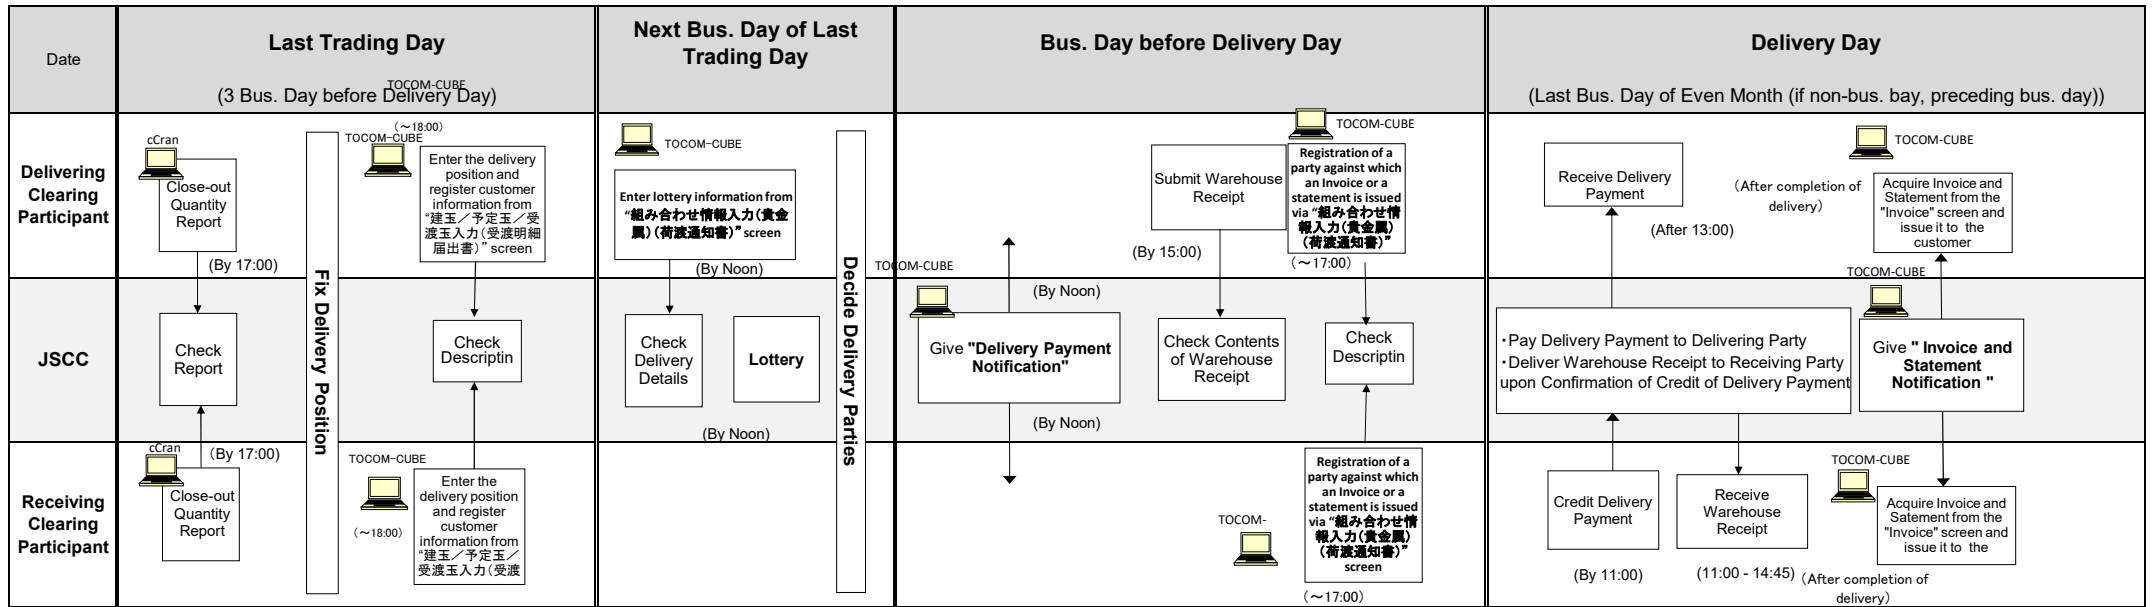 Date
Last Trading Day
TOCOM-CUBE
(3 Bus. Day before Delivery Day)
Next Bus. Day of Last
Trading Day
Bus. Day before Delivery Day
Delivery Day
(Last Bus. Day of Even Month (if non-bus. bay, preceding bus. day))
Delivering
Clearing
Participant
cCran
Close-out
Quantity
Report
(By 17:00)
(～18:00)
TOCOM-CUBE
Enter the delivery
position and
register customer
information from
“建玉／予定玉／受
渡玉入力（受渡明細
届出書）” screen
TOCOM-CUBE
Enter lottery information from
“組み合わせ情報入力（貴金
属）（荷渡通知書）” screen
(By Noon)
TOCOM-CUBE
Submit Warehouse
Receipt
(By 15:00)
TOCOM-CUBE
Registration of a
party against which
an Invoice or a
statement is issued
via “組み合わせ情
報入力（貴金属）
（荷渡通知書）”
(～17:00)
Receive Delivery
Payment
(After 13:00)
(After completion of
delivery)
TOCOM-CUBE
Acquire Invoice and
Statement from the
"Invoice" screen and
issue it to the
customer
TOCOM-CUBE
Fix Delivery Position
Decide Delivery Parties
JSCC
Check
Report
Check
Descriptin
Check
Delivery
Details
Lottery
(By Noon)
(By Noon)
Give "Delivery Payment
Notification"
(By Noon)
Check Contents
of Warehouse
Receipt
Check
Descriptin
・Pay Delivery Payment to Delivering Party
・Deliver Warehouse Receipt to Receiving Party
upon Confirmation of Credit of Delivery Payment
Give " Invoice and
Statement
Notification "
Receiving
Clearing
Participant
cCran
(By 17:00)
Close-out
Quantity
Report
TOCOM-CUBE
(～18:00)
Enter the
delivery position
and register
customer
information from
“建玉／予定玉／
受渡玉入力（受渡
TOCOM-
Registration of a
party against which
an Invoice or a
statement is issued
via “組み合わせ情
報入力（貴金属）
（荷渡通知書）”
screen
(～17:00)
Credit Delivery
Payment
(By 11:00)
Receive
Warehouse
Receipt
(11:00 - 14:45)
(After completion of
delivery)
TOCOM-CUBE
Acquire Invoice and
Satement from the
"Invoice" screen and
issue it to the